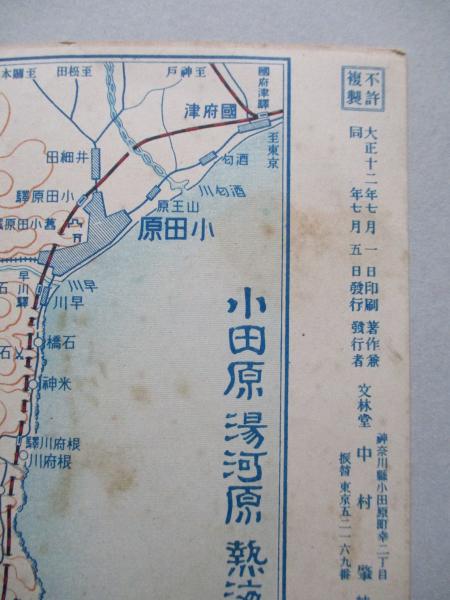 不許
複製
大正十二年七月一日印刷
同年七月五日發行
著作兼
發行者
文林堂
中村肇
神奈川縣小田原町幸二丁目
振替東京五二一六九番
小田原湯河原熱海
本關至
田松至
戸神至
國府津驛
津府國
至東京
田細井
匂酒
川匂酒
原王山
驛原田小
原田小舊
原田小
早川驛
川早
橋石
神米
驛川府根
川府根
石